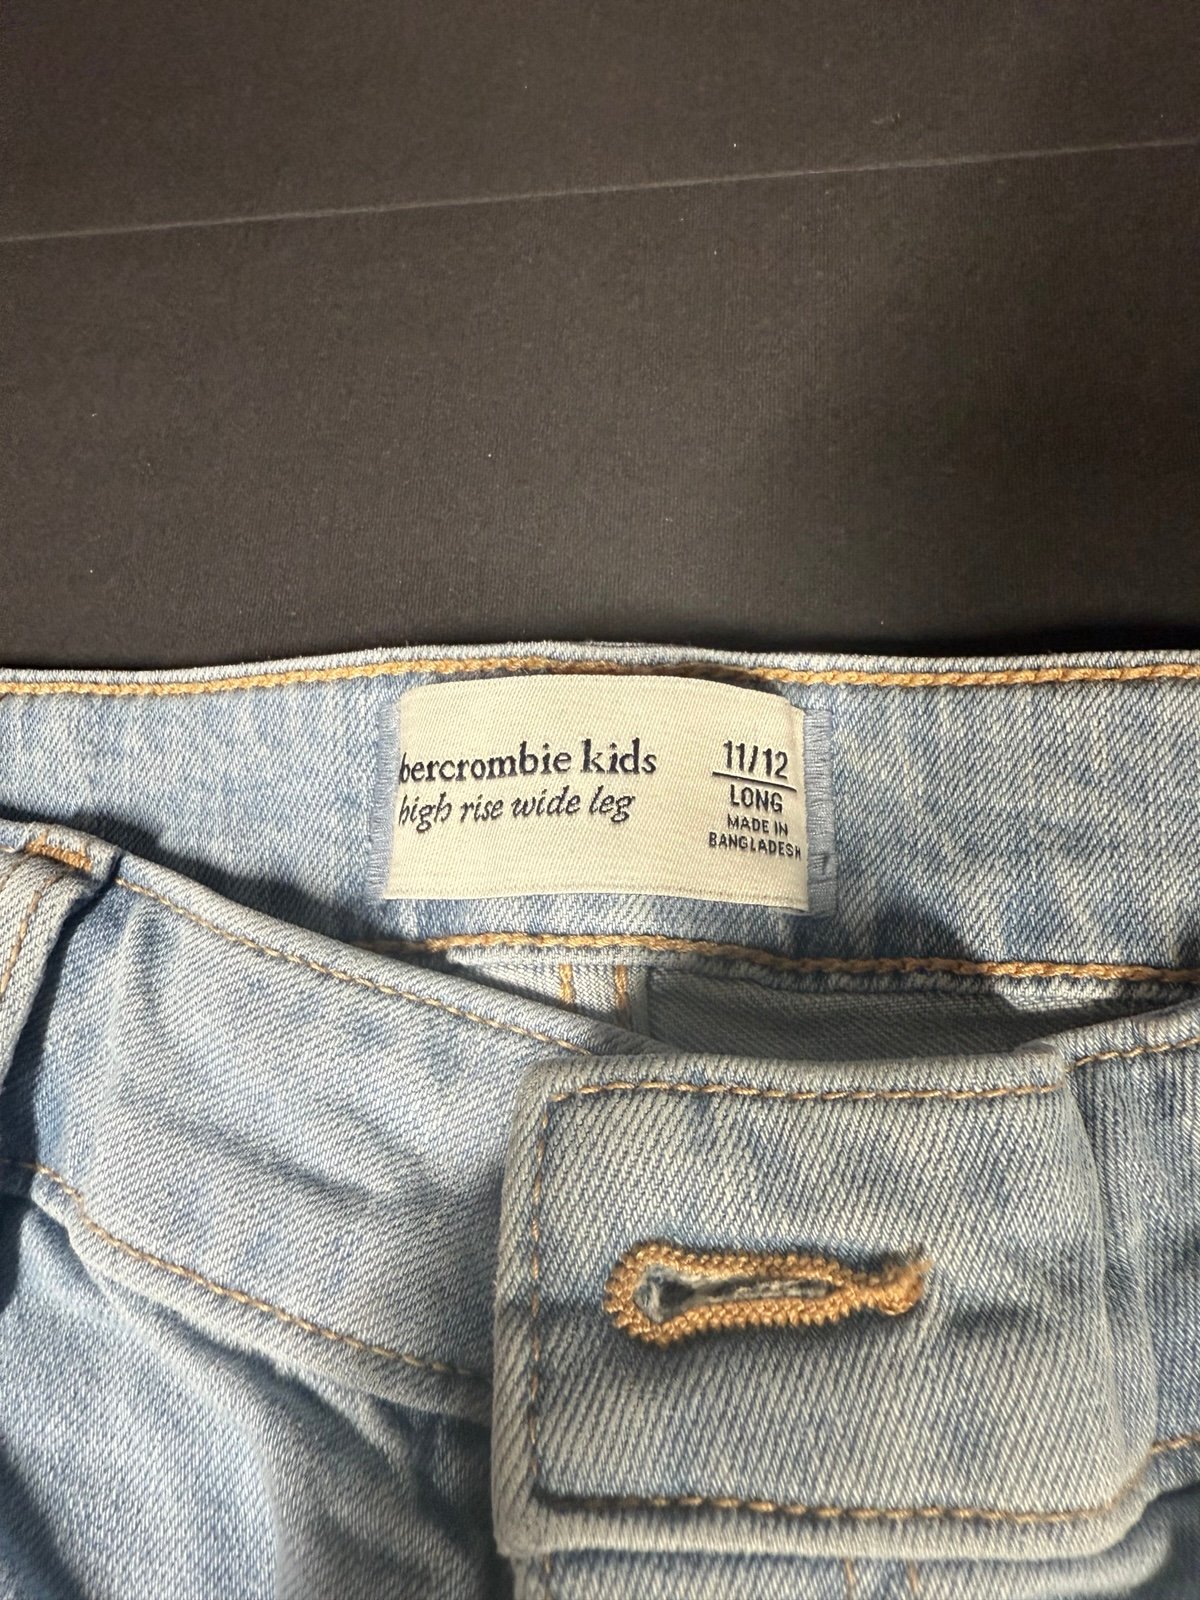 bercrombie kids
high rise wide leg
11/12
LONG
MADE IN
BANGLADESH